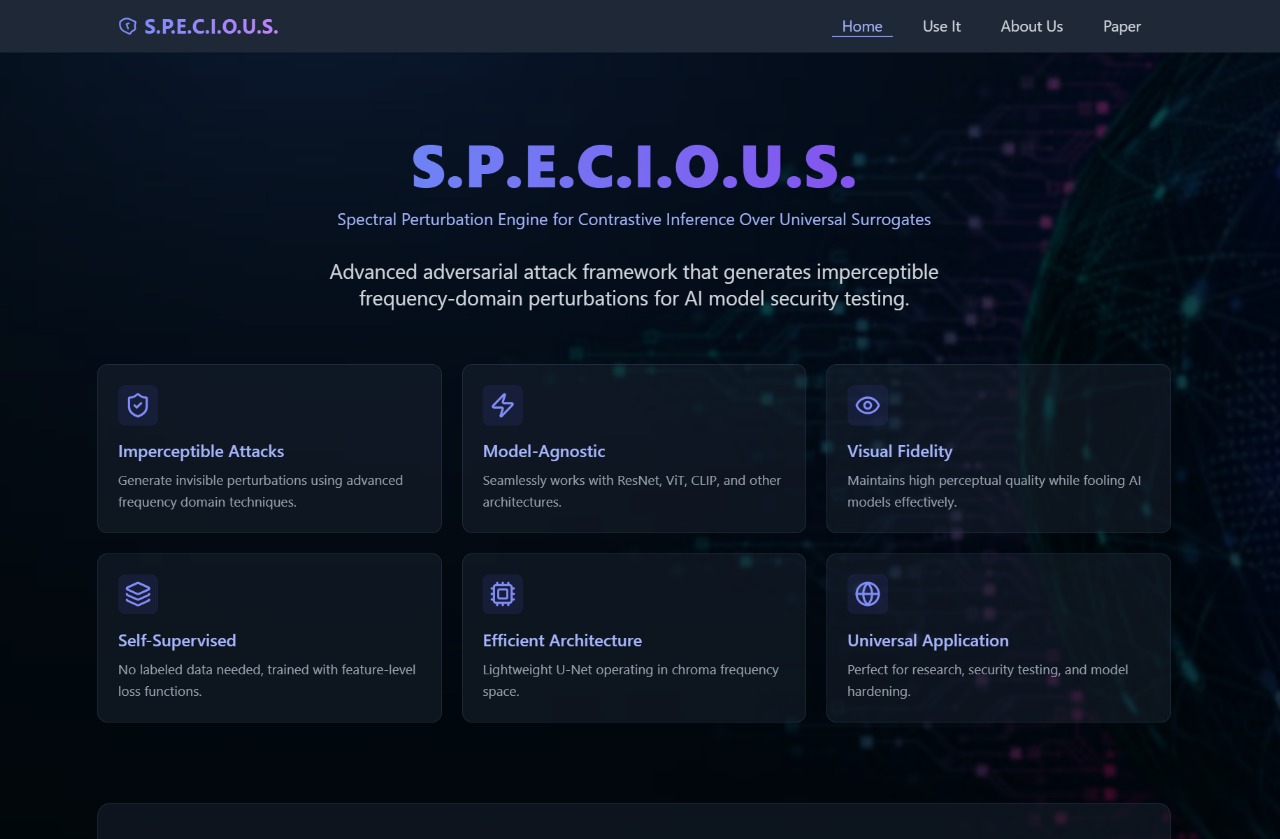 S.P.E.C.I.O.U.S.
Home
Use It
About Us
Paper
S.P.E.C.I.O.U.S.
Spectral Perturbation Engine for Contrastive Inference Over Universal Surrogates
Advanced adversarial attack framework that generates imperceptible
frequency-domain perturbations for AI model security testing.
Imperceptible Attacks
Generate invisible perturbations using advanced
frequency domain techniques.
Model-Agnostic
Seamlessly works with ResNet, ViT, CLIP, and other
architectures.
Visual Fidelity
Maintains high perceptual quality while fooling AI
models effectively.
Self-Supervised
No labeled data needed, trained with feature-level
loss functions.
Efficient Architecture
Lightweight U-Net operating in chroma frequency
space.
Universal Application
Perfect for research, security testing, and model
hardening.